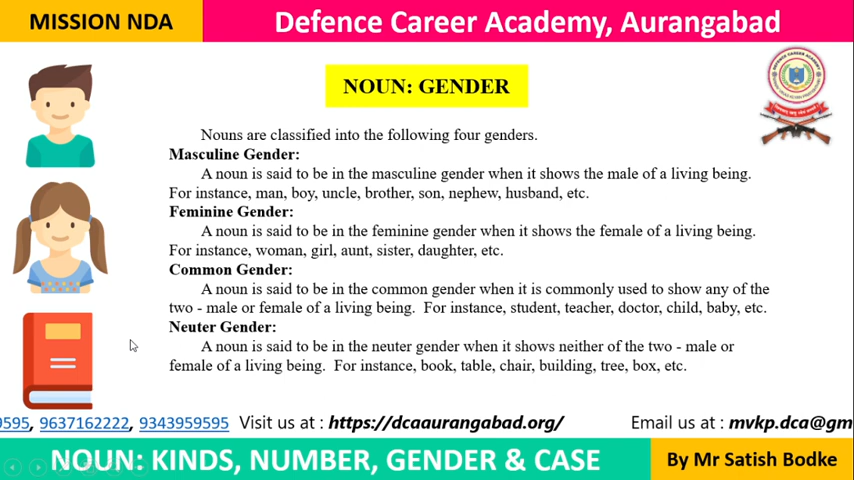 MISSION NDA
Defence Career Academy, Aurangabad
NOUN: GENDER
Nouns are classified into the following four genders.
Masculine Gender:
A noun is said to be in the masculine gender when it shows the male of a living being.
For instance, man, boy, uncle, brother, son, nephew, husband, etc.
Feminine Gender:
A noun is said to be in the feminine gender when it shows the female of a living being.
For instance, woman, girl, aunt, sister, daughter, etc.
Common Gender:
A noun is said to be in the common gender when it is commonly used to show any of the
two - male or female of a living being. For instance, student, teacher, doctor, child, baby, etc.
Neuter Gender:
A noun is said to be in the neuter gender when it shows neither of the two - male or
female of a living being. For instance, book, table, chair, building, tree, box, etc.
9595, 9637162222, 9343959595 Visit us at : https://dcaaurangabad.org/ Email us at : mvkp.dca@gm
NOUN: KINDS, NUMBER, GENDER & CASE
By Mr Satish Bodke